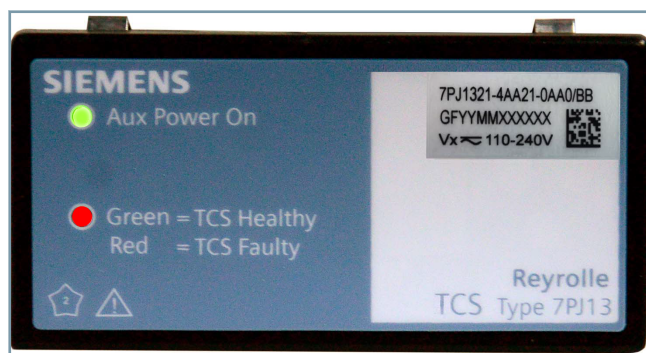 SIEMENS
Aux Power On
Green = TCS Healthy
Red = TCS Faulty
2
7PJ1321-4AA21-0AA0/BB
GFYYMMXXXXXX
Vx 110-240V
Reyrolle
TCS Type 7PJ13